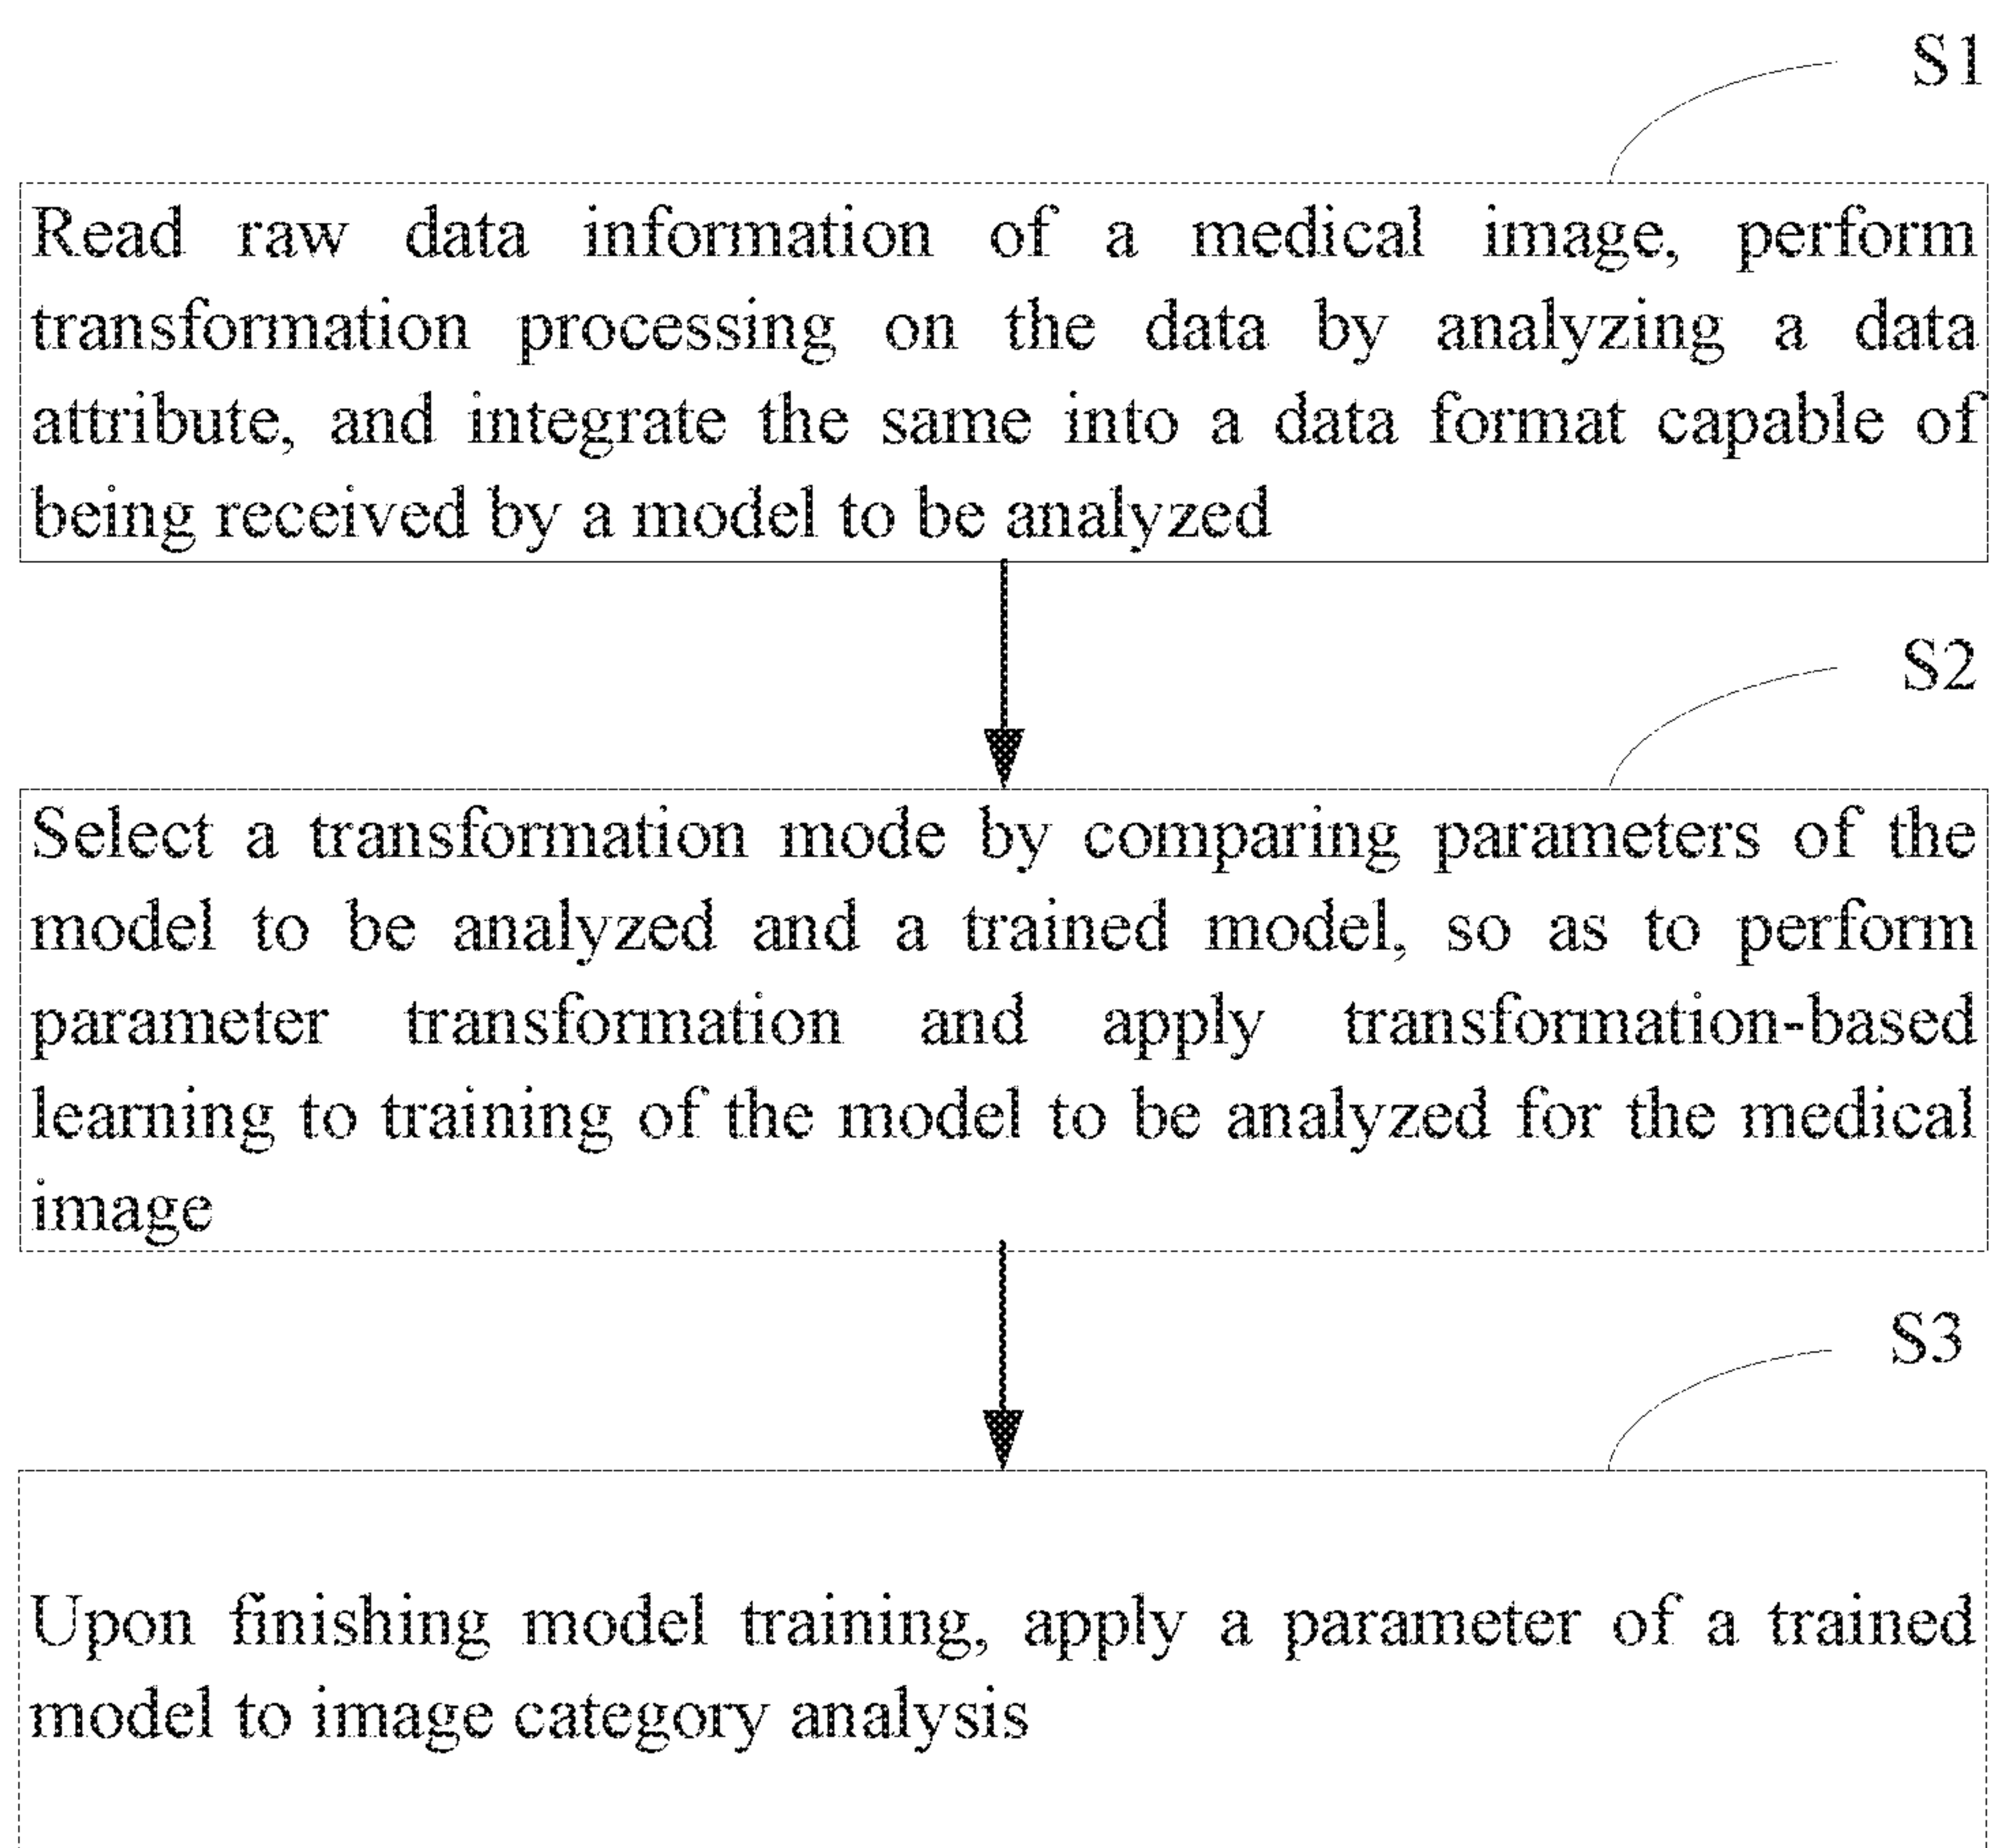 S1
Read raw data information of a medical image, perform
transformation processing on the data by analyzing a data
attribute, and integrate the same into a data format capable of
being received by a model to be analyzed
S2
Select a transformation mode by comparing parameters of the
model to be analyzed and a trained model, so as to perform
parameter transformation and apply transformation-based
learning to training of the model to be analyzed for the medical
image
S3
Upon finishing model training, apply a parameter of a trained
model to image category analysis